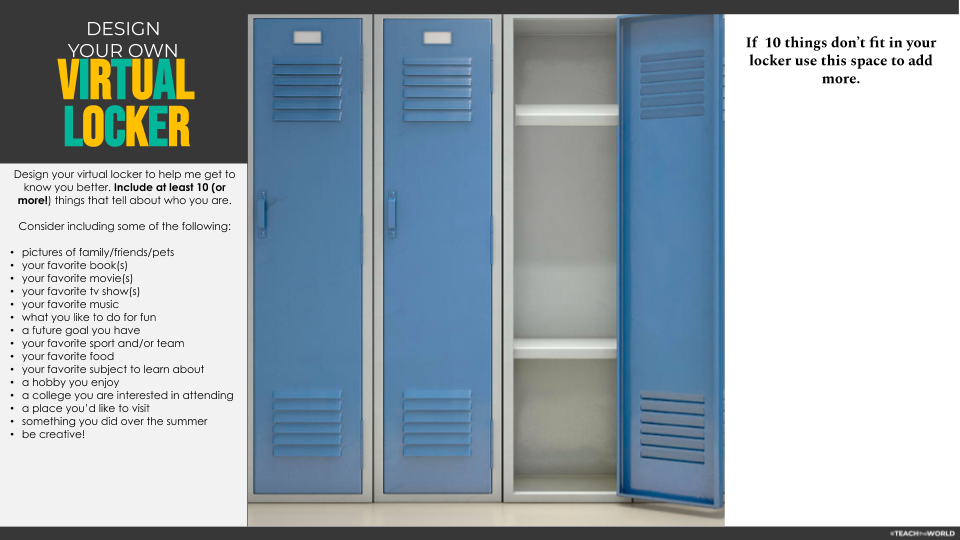 DESIGN
YOUR OWN
VIRTUAL
LOCKER
Design your virtual locker to help me get to
know you better. Include at least 10 (or
more!) things that tell about who you are.
Consider including some of the following:
• pictures of family/friends/pets
• your favorite book(s)
• your favorite movie(s)
• your favorite tv show(s)
• your favorite music
• what you like to do for fun
• a future goal you have
• your favorite sport and/or team
• your favorite food
• your favorite subject to learn about
• a hobby you enjoy
• a college you are interested in attending
• a place you’d like to visit
• something you did over the summer
• be creative!
If  10 things don’t fit in your
locker use this space to add
more.
#TEACHtheWORLD